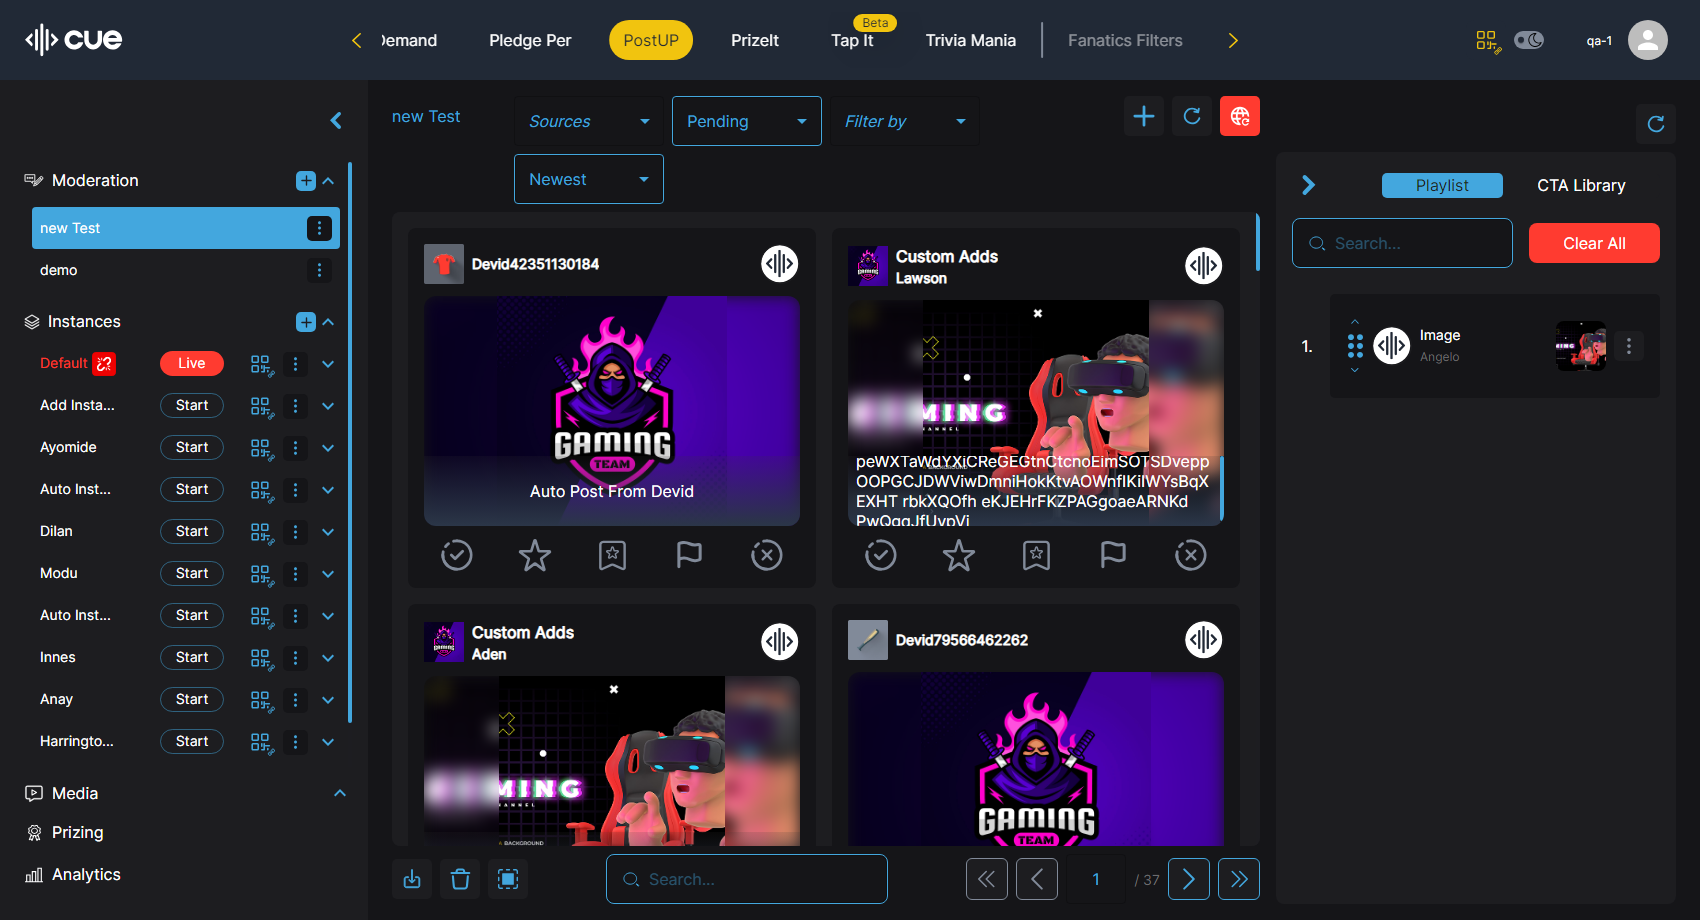 cue
Demand
Pledge Per
PostUP
PrizeIt
Beta
Tap It
Trivia Mania
Fanatics Filters
qa-1
new Test
Sources
Pending
Filter by
Newest
Moderation
new Test
demo
Instances
Default
Live
Add Insta...
Start
Ayomide
Start
Auto Inst...
Start
Dilan
Start
Modu
Start
Auto Inst...
Start
Innes
Start
Anay
Start
Harringto...
Start
Media
Prizing
Analytics
Devid42351130184
GAMING
TEAM
Auto Post From Devid
Custom Adds
Lawson
MING
CHANNEL
OOPGCJDWViwDmniHokKtvAOWnfIKilWYsBqX
EXHT rbkXQOfh eKJEHrFKZPAGgoaeARNKd
Custom Adds
Aden
MING
CHANNEL
BACKGROUND
Devid79566462262
GAMING
TEAM
Search...
1
/ 37
Playlist
CTA Library
Search...
Clear All
1.
Image
Angelo